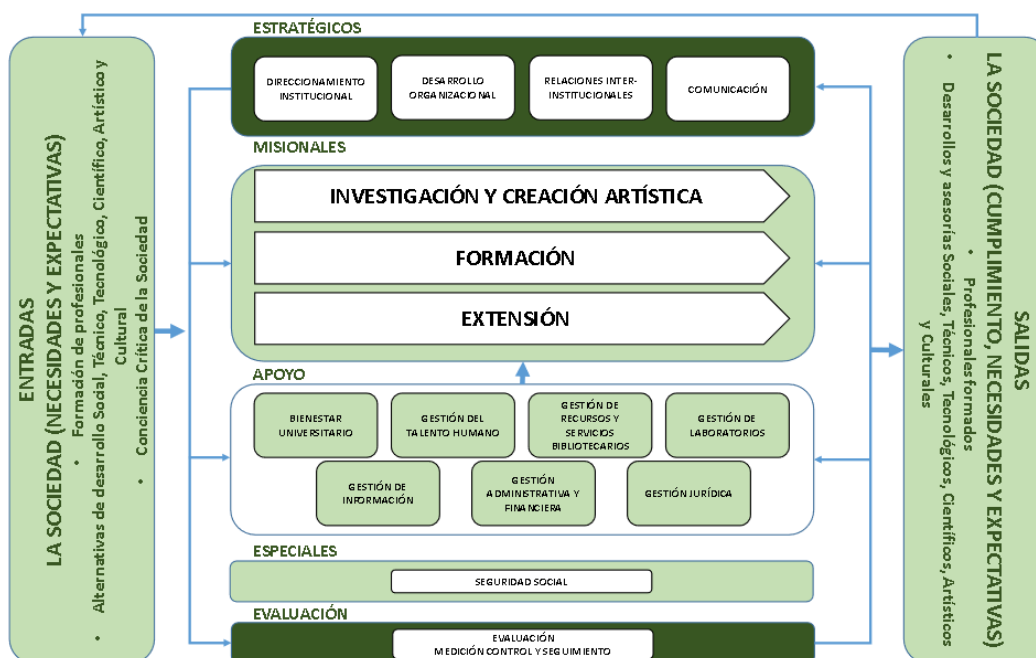 ENTRADAS
LA SOCIEDAD (NECESIDADES Y EXPECTATIVAS)
• Formación de profesionales
• Alternativas de desarrollo Social, Técnico, Tecnológico, Científico, Artístico y
Cultural
• Conciencia Crítica de la Sociedad
ESTRATÉGICOS
DIRECCIONAMIENTO
INSTITUCIONAL
DESARROLLO
ORGANIZACIONAL
RELACIONES INTER-
INSTITUCIONALES
COMUNICACIÓN
MISIONALES
INVESTIGACIÓN Y CREACIÓN ARTÍSTICA
FORMACIÓN
EXTENSIÓN
APOYO
BIENESTAR
UNIVERSITARIO
GESTIÓN DEL
TALENTO HUMANO
GESTIÓN DE
RECURSOS Y
SERVICIOS
BIBLIOTECARIOS
GESTIÓN DE
LABORATORIOS
GESTIÓN DE
INFORMACIÓN
GESTIÓN
ADMINISTRATIVA Y
FINANCIERA
GESTIÓN JURÍDICA
ESPECIALES
SEGURIDAD SOCIAL
EVALUACIÓN
EVALUACIÓN
MEDICIÓN CONTROL Y SEGUIMIENTO
SALIDAS
LA SOCIEDAD (CUMPLIMIENTO, NECESIDADES Y EXPECTATIVAS)
• Profesionales formados
• Desarrollos y asesorías Sociales, Técnicos, Tecnológicos, Científicos, Artísticos
y Culturales